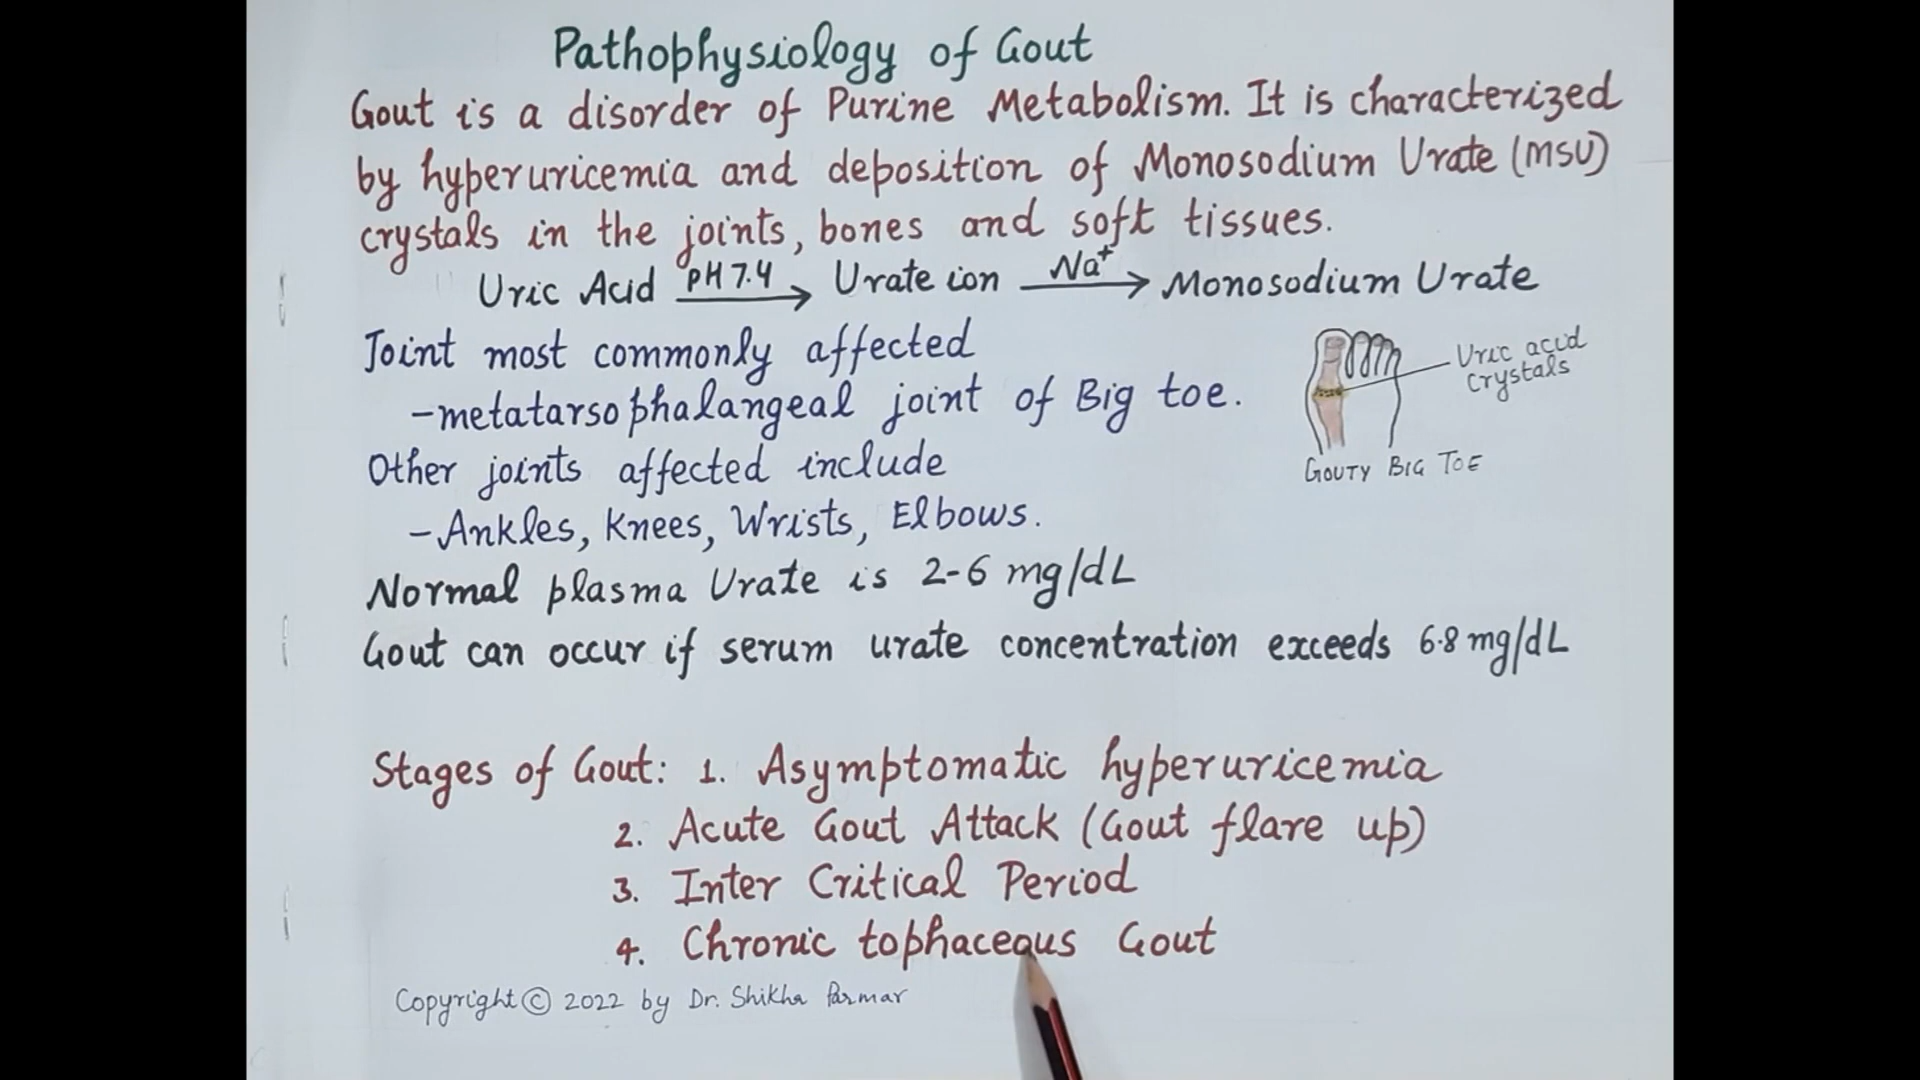 Pathophysiology of Gout
Gout is a disorder of Purine Metabolism. It is characterized
by hyperuricemia and deposition of Monosodium Urate (MSU)
crystals in the joints, bones and soft tissues.
Uric Acid pH 7.4 Urate ion Na+ Monosodium Urate
Joint most commonly affected
-metatarsophalangeal joint of Big toe.
Uric acid
crystals
GOUTY BIG TOE
Other joints affected include
-Ankles, Knees, Wrists, Elbows.
Normal plasma Urate is 2-6 mg/dL
Gout can occur if serum urate concentration exceeds 6.8 mg/dL
Stages of Gout: 1. Asymptomatic hyperuricemia
2. Acute Gout Attack (Gout flare up)
3. Inter Critical Period
4. Chronic tophaceous Gout
Copyright © 2022 by Dr. Shikha Parmar